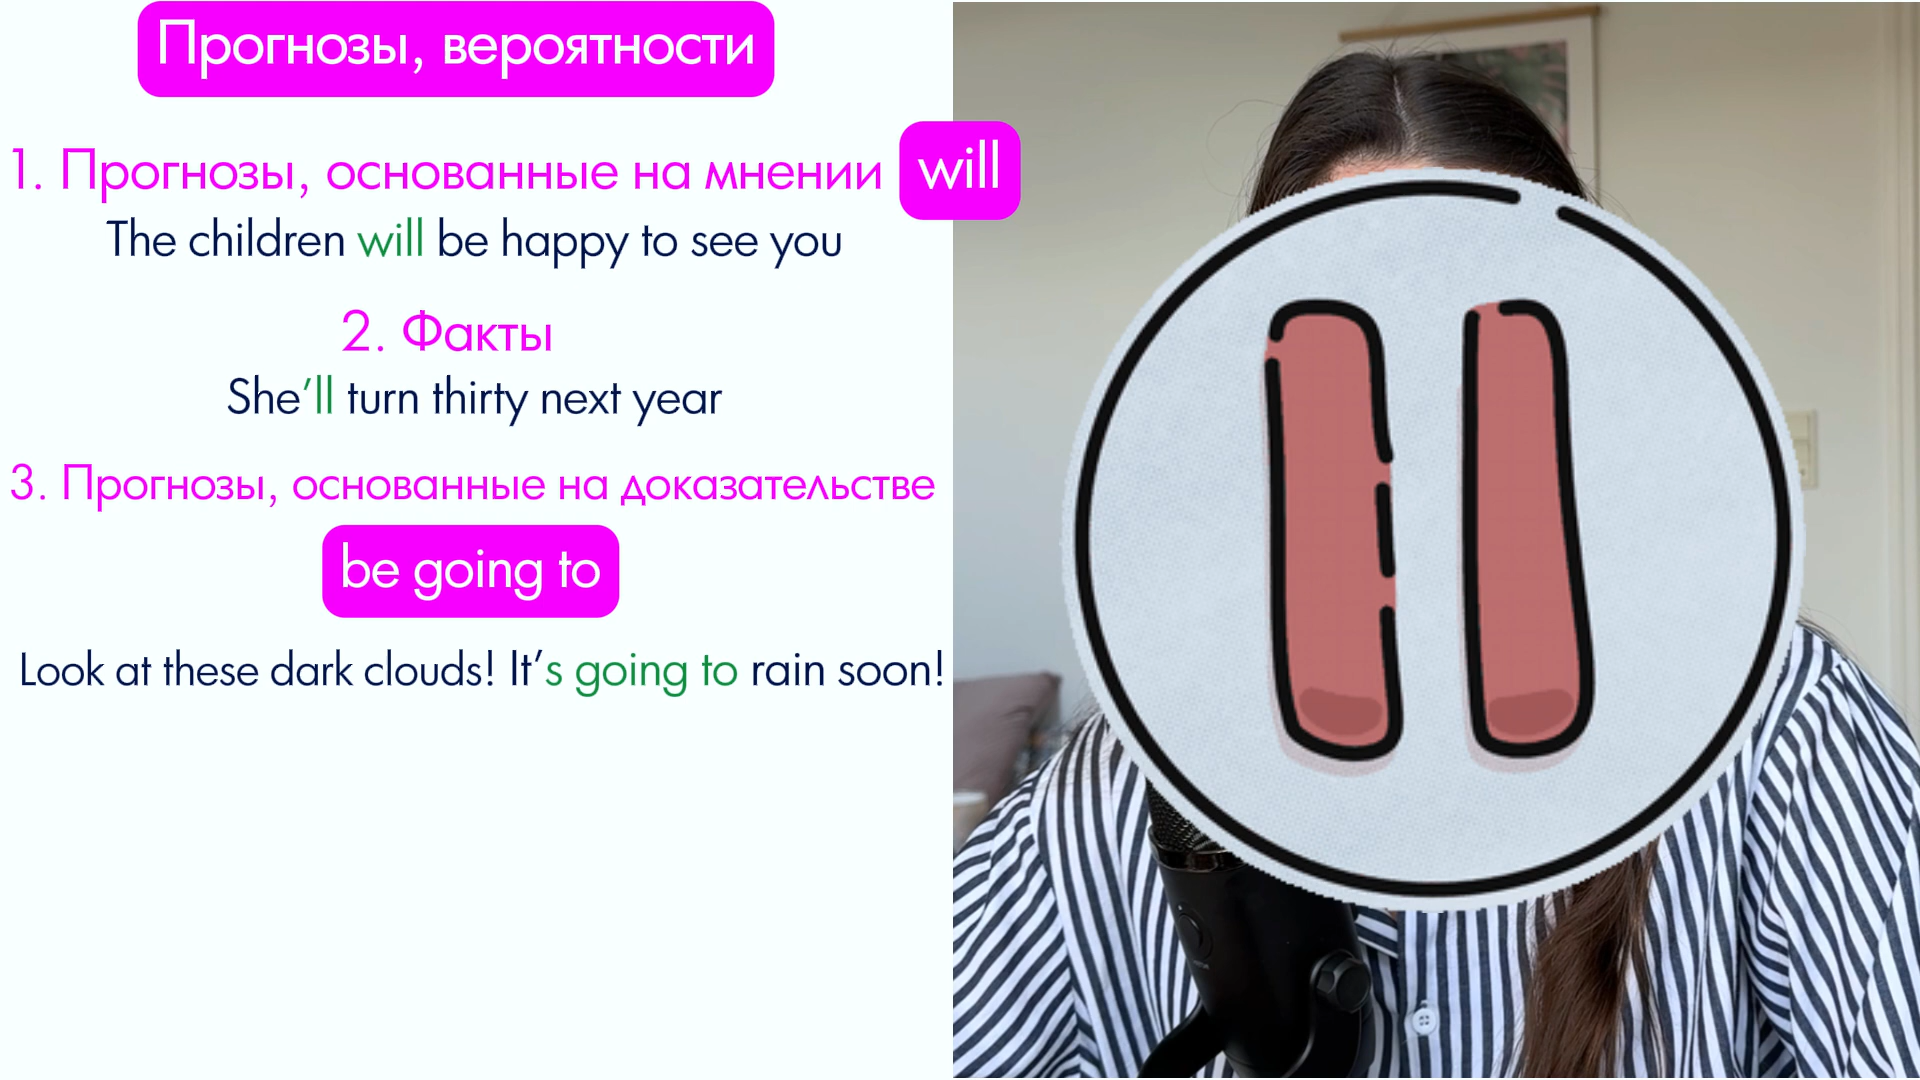 Прогнозы, вероятности
1. Прогнозы, основанные на мнении will
The children will be happy to see you
2. Факты
She’ll turn thirty next year
3. Прогнозы, основанные на доказательстве
be going to
Look at these dark clouds! It’s going to rain soon!